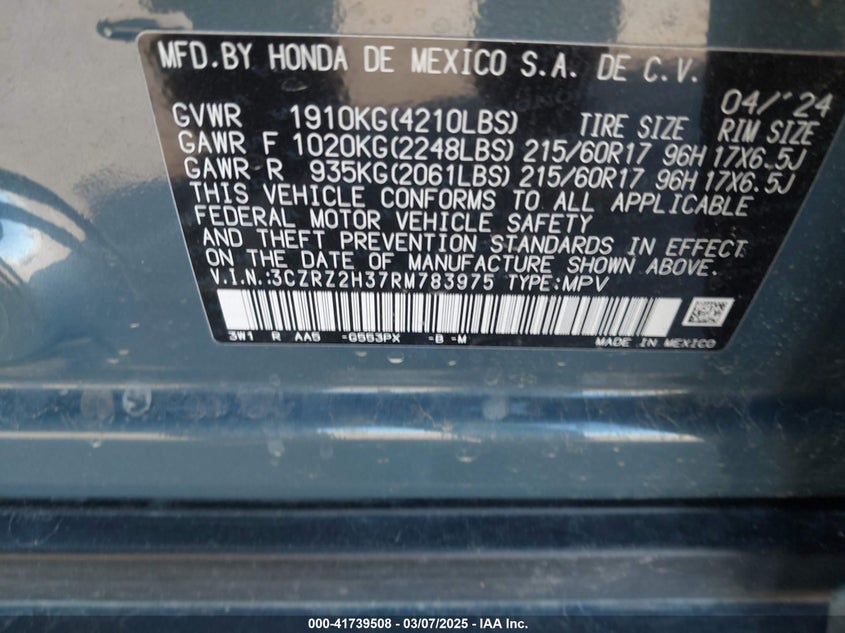 MFD.BY HONDA DE MEXICO S.A. DE C.V.
04/'24
GVWR 1910KG(4210LBS) TIRE SIZE RIM SIZE
GAWR F 1020KG(2248LBS) 215/60R17 96H 17X6.5J
GAWR R 935KG(2061LBS) 215/60R17 96H 17X6.5J
THIS VEHICLE CONFORMS TO ALL APPLICABLE
FEDERAL MOTOR VEHICLE SAFETY
AND THEFT PREVENTION STANDARDS IN EFFECT
ON THE DATE OF MANUFACTURE SHOWN ABOVE.
V.I.N.:3CZRZ2H37RM783975 TYPE:MPV
3W1 R AA5 -G553PX -B -M
MADE IN MEXICO
000-41739508 - 03/07/2025 - IAA Inc.